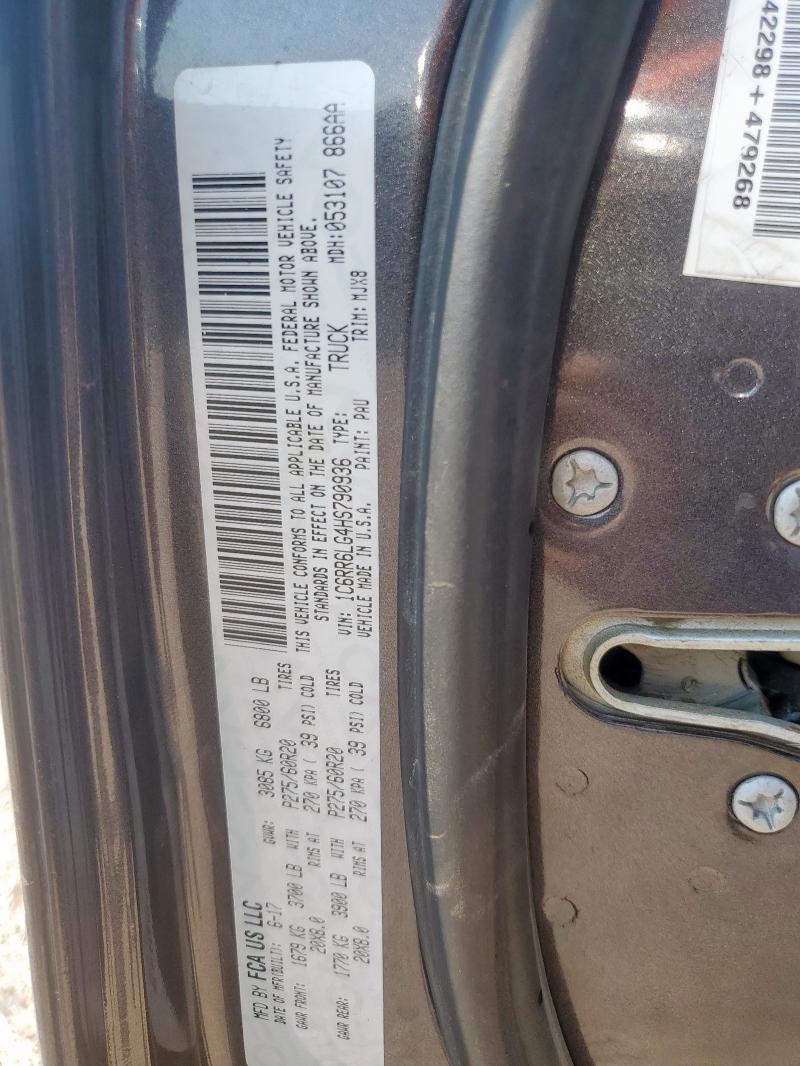 MFD BY FCA US LLC
DATE OF MFR(BUILT): 6-17 GVWR: 3085 KG 6800 LB
GAWR FRONT: 1679 KG 3700 LB WITH P275/60R20 TIRES
20X8.0 RIMS AT 270 KPA ( 39 PSI) COLD
GAWR REAR: 1770 KG 3900 LB WITH P275/60R20 TIRES
20X8.0 RIMS AT 270 KPA ( 39 PSI) COLD
THIS VEHICLE CONFORMS TO ALL APPLICABLE U.S.A. FEDERAL MOTOR VEHICLE SAFETY
STANDARDS IN EFFECT ON THE DATE OF MANUFACTURE SHOWN ABOVE.
VIN: 1C6RR6LG4HS790936 TYPE: TRUCK MDH:053107 866AA
VEHICLE MADE IN U.S.A. PAINT: PAU TRIM: MJX8
42298 + 479268